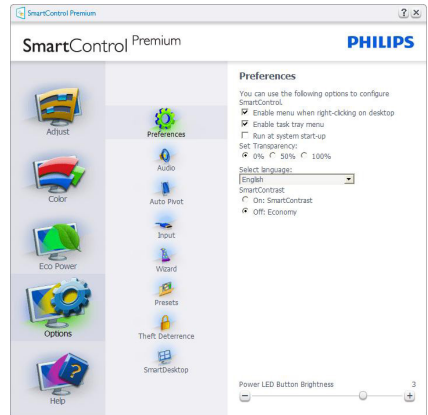 SmartControl Premium
SmartControl Premium
PHILIPS
Adjust
Color
Eco Power
Options
Help
Preferences
Audio
Auto Pivot
Input
Wizard
Presets
Theft Deterrence
SmartDesktop
Preferences
You can use the following options to configure
SmartControl.
Enable menu when right-clicking on desktop
Enable task tray menu
Run at system start-up
Set Transparency:
0% 50% 100%
Select language:
English
SmartContrast
On: SmartContrast
Off: Economy
Power LED Button Brightness 3